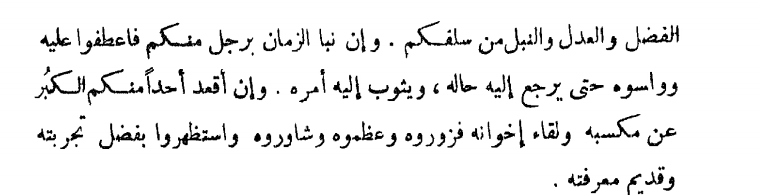 الفضل والعدل والنبل من سلفكم . وإن نبا الزمان برجل منكم فاعطفوا عليه
وواسوه حتى يرجع إليه حاله ، ويثوب إليه أمره . وإن أقعد أحداً منكم الكبُر
عن مكسبه ولقاء إخوانه فزوروه وعظموه وشاوروه واستظهروا بفضل تجربته
وقديم معرفته .